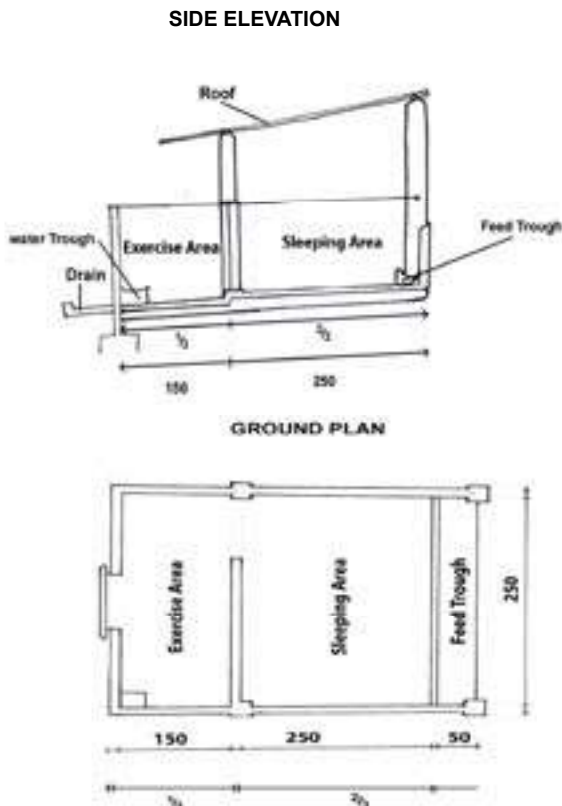 SIDE ELEVATION
Roof
water Trough
Exercise Area
Sleeping Area
Feed Trough
Drain
150
250
GROUND PLAN
Exercise Area
Sleeping Area
Feed Trough
250
150
250
50